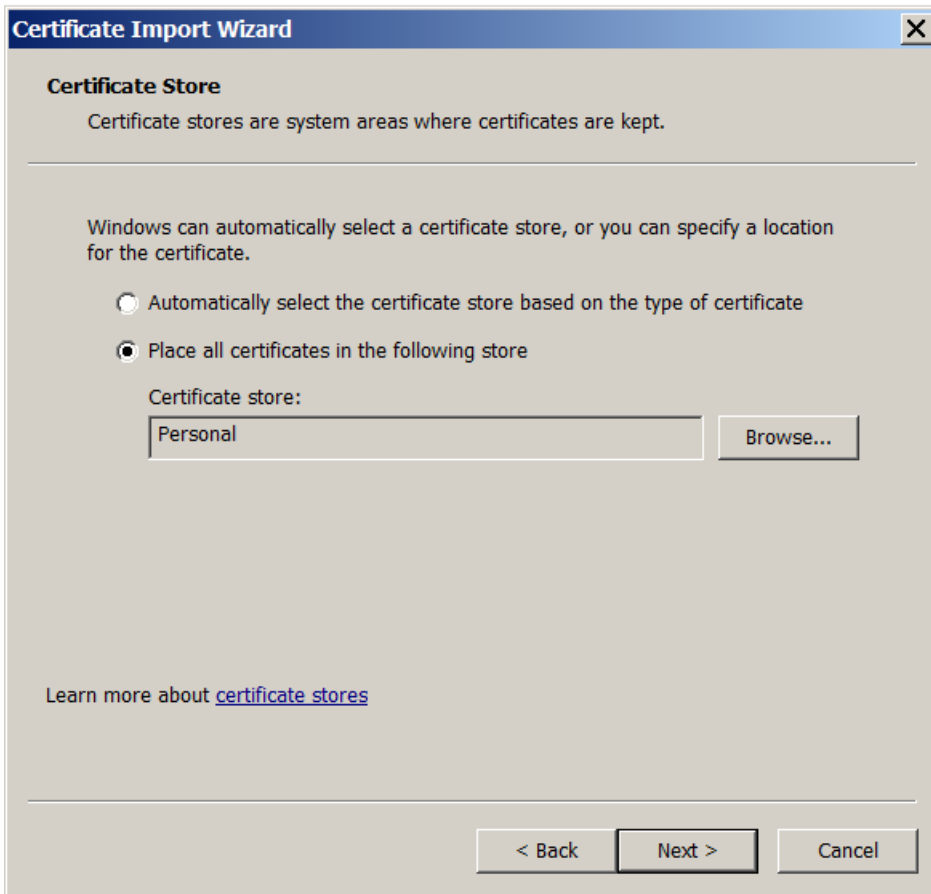 Certificate Import Wizard
Certificate Store
Certificate stores are system areas where certificates are kept.
Windows can automatically select a certificate store, or you can specify a location
for the certificate.
Automatically select the certificate store based on the type of certificate
Place all certificates in the following store
Certificate store:
Personal
Browse...
Learn more about certificate stores
< Back
Next >
Cancel